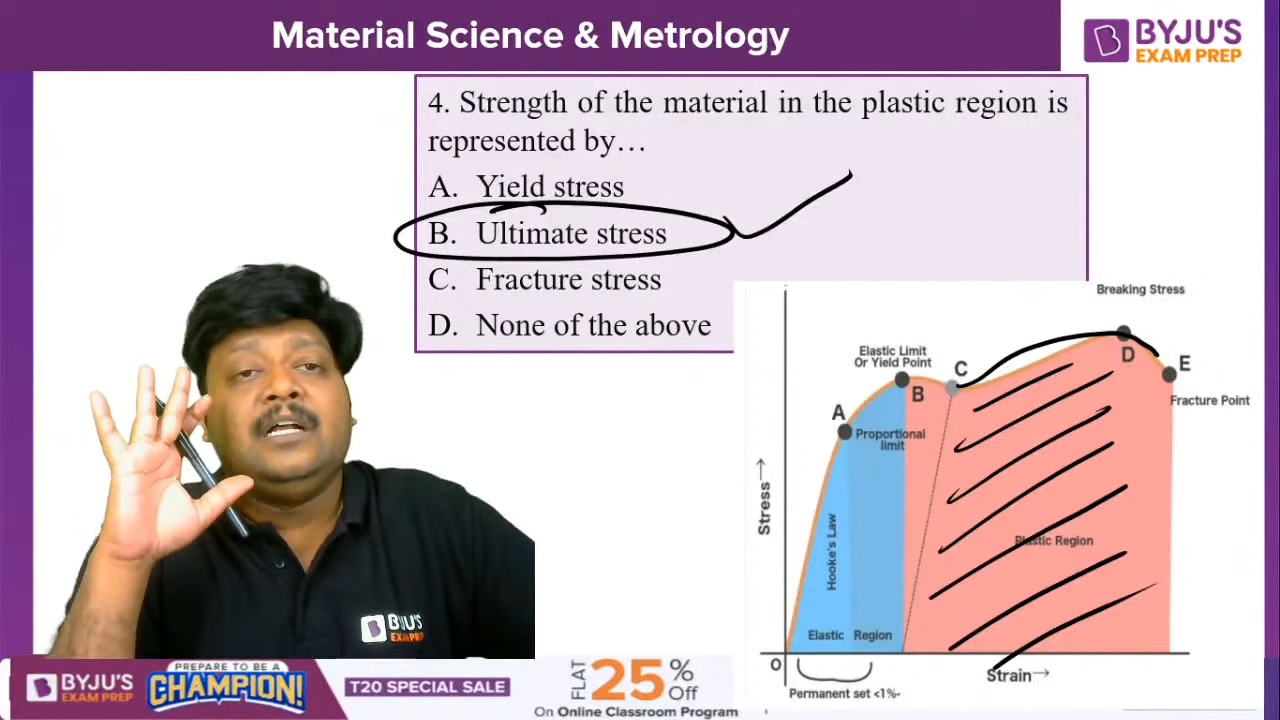 Material Science & Metrology
BYJU'S
EXAM PREP
4. Strength of the material in the plastic region is
represented by…
A. Yield stress
B. Ultimate stress
C. Fracture stress
D. None of the above
Breaking Stress
D
E
Fracture Point
Elastic Limit
Or Yield Point
C
B
A
Proportional
limit
Stress→
Hooke's Law
Plastic Region
Elastic Region
O
Strain→
Permanent set <1%-
BYJU'S
EXAM PREP
BYJU'S
EXAM PREP
PREPARE TO BE A
CHAMPION!
T20 SPECIAL SALE
FLAT 25% Off
On Online Classroom Program